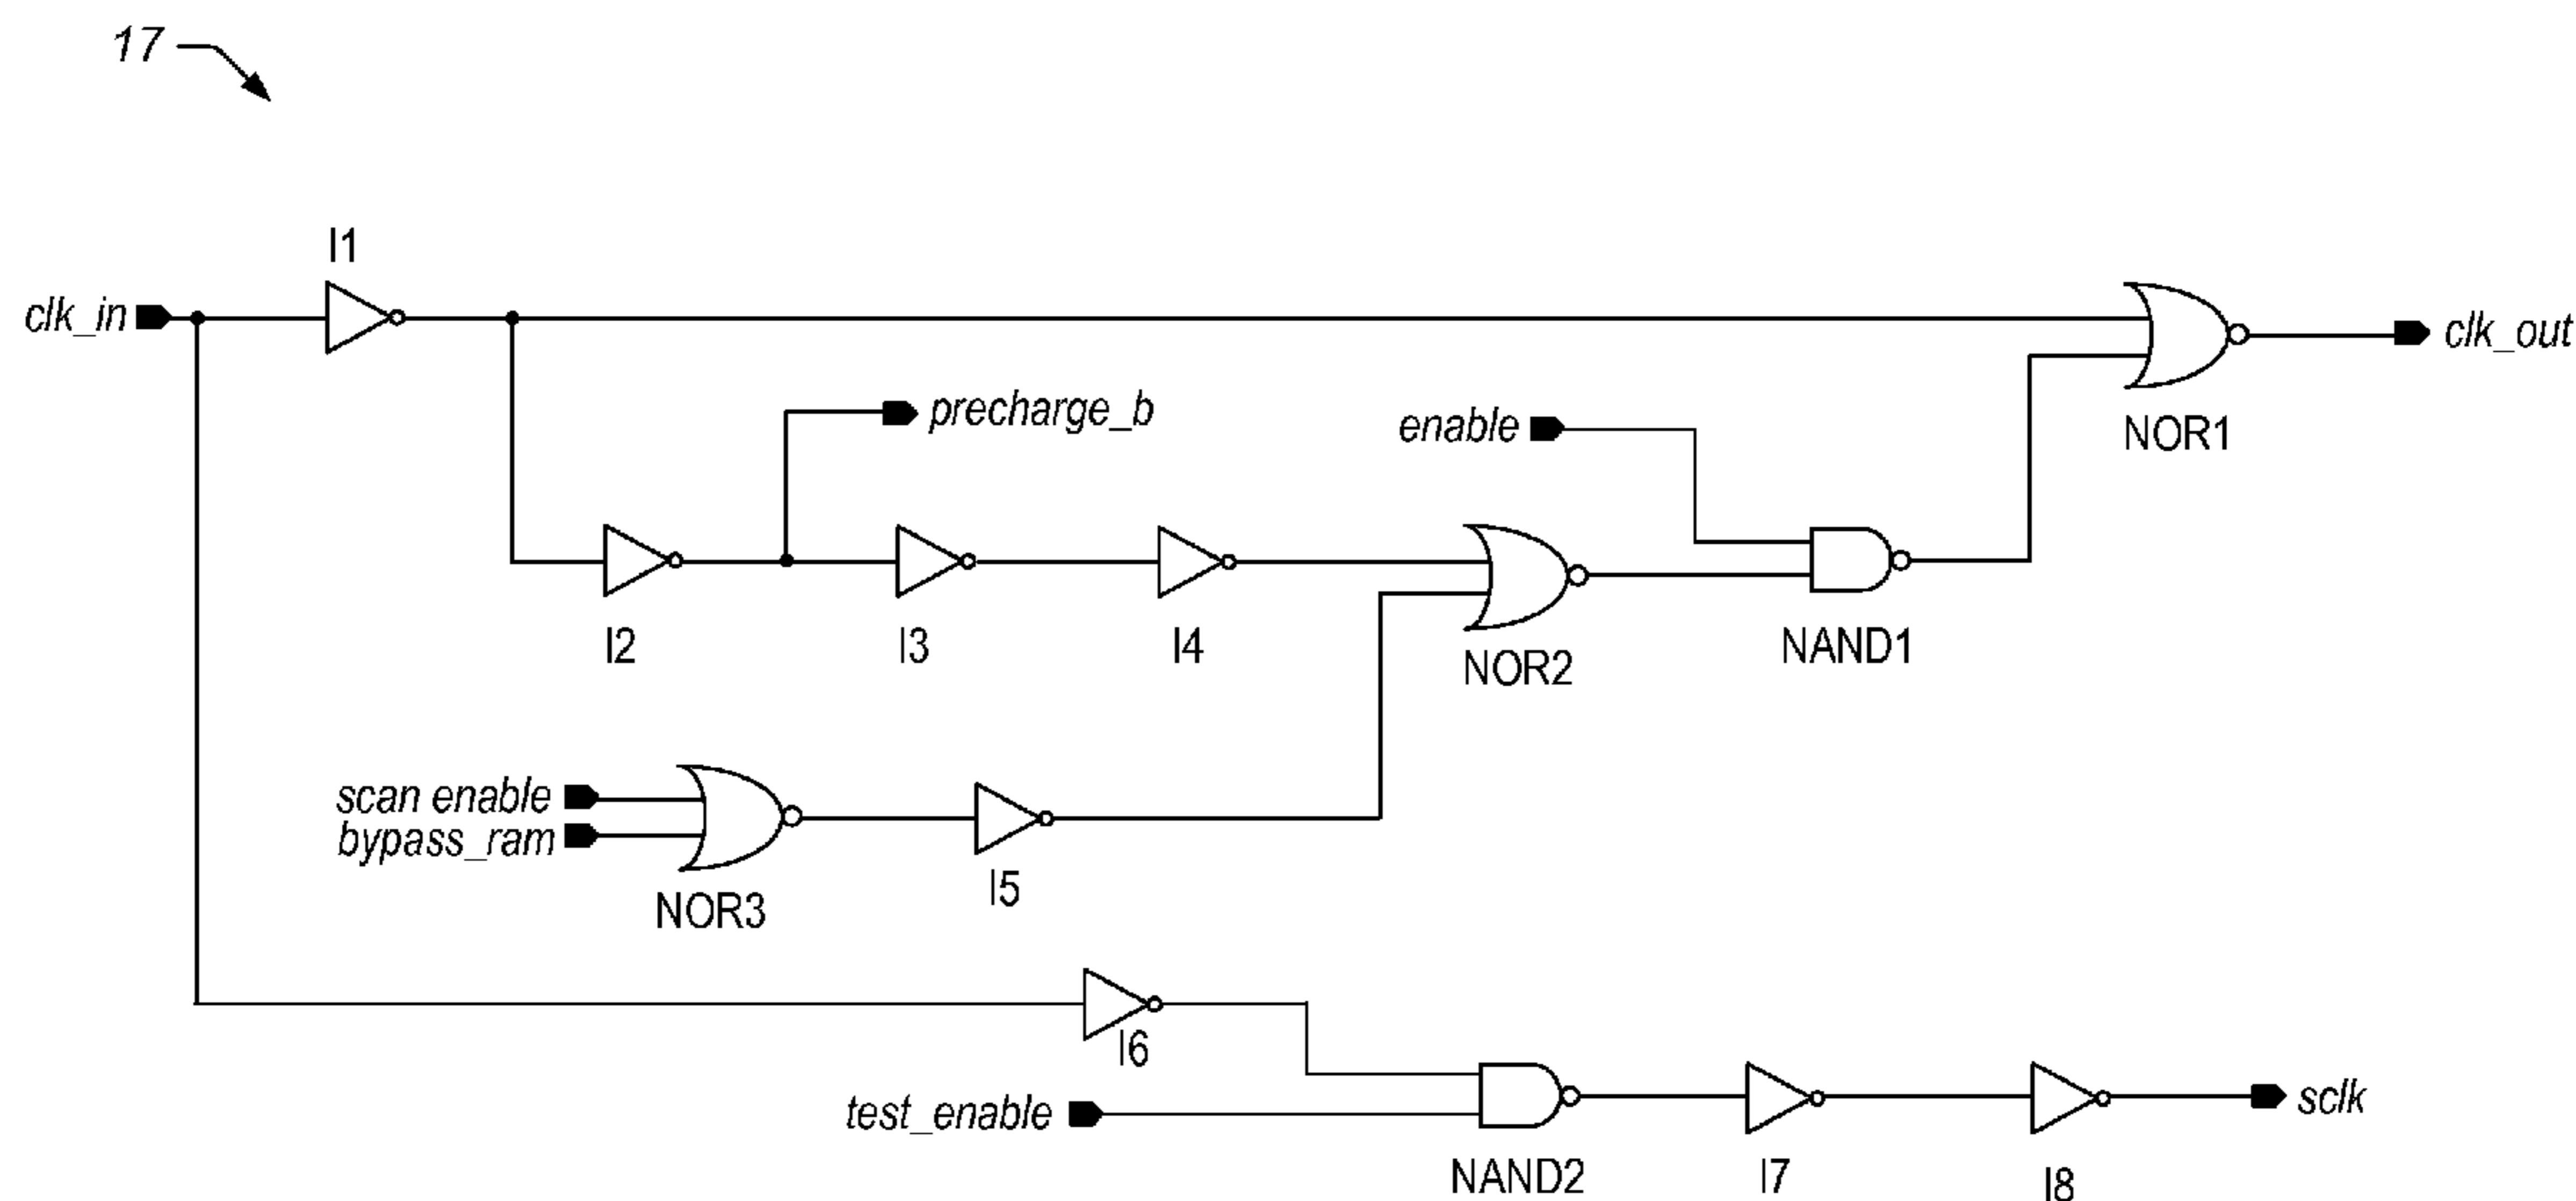 17
I1
clk_in
clk_out
precharge_b
enable
NOR1
I2
I3
I4
NOR2
NAND1
scan enable
bypass_ram
NOR3
I5
I6
test_enable
sclk
NAND2
I7
I8